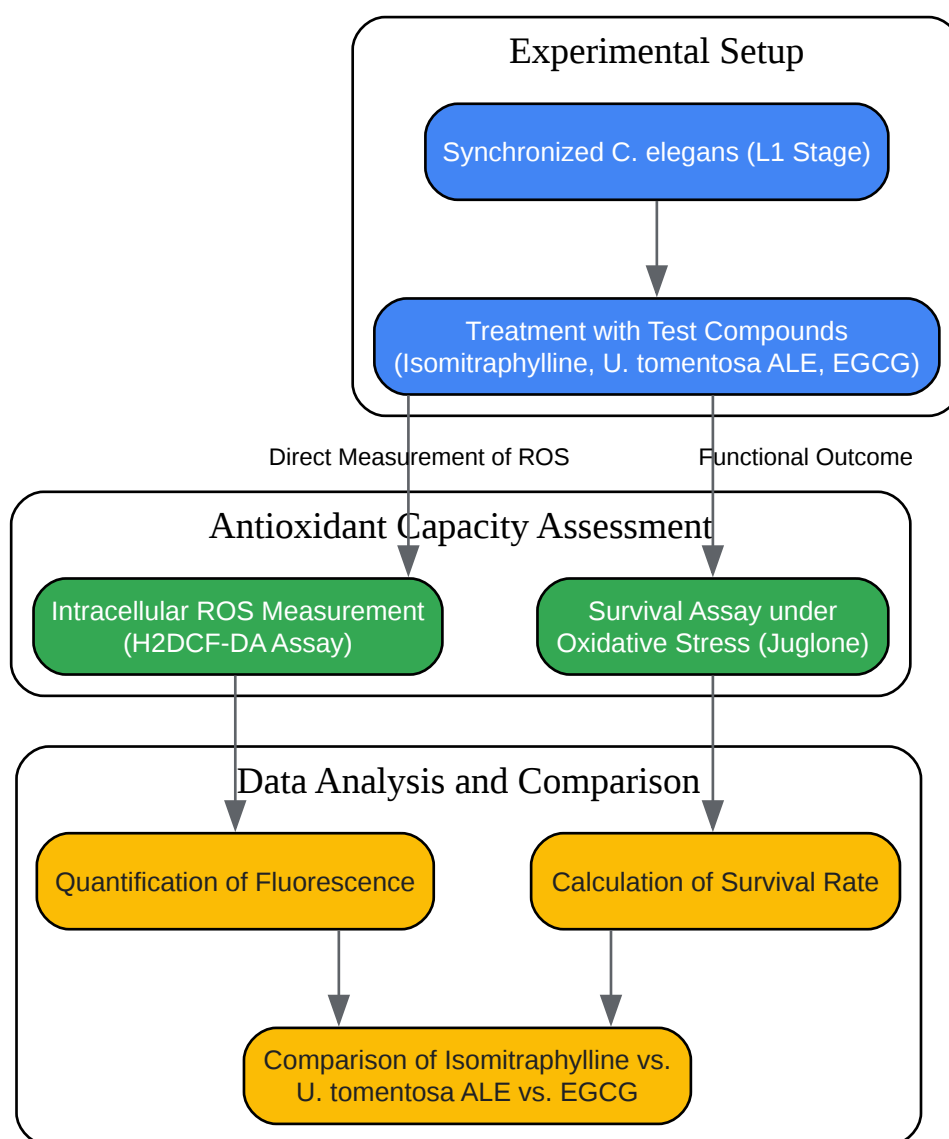 Experimental Setup
Synchronized C. elegans (L1 Stage)
Treatment with Test Compounds
(Isomitraphylline, U. tomentosa ALE, EGCG)
Direct Measurement of ROS
Functional Outcome
Antioxidant Capacity Assessment
Intracellular ROS Measurement
(H2DCF-DA Assay)
Survival Assay under
Oxidative Stress (Juglone)
Data Analysis and Comparison
Quantification of Fluorescence
Calculation of Survival Rate
Comparison of Isomitraphylline vs.
U. tomentosa ALE vs. EGCG